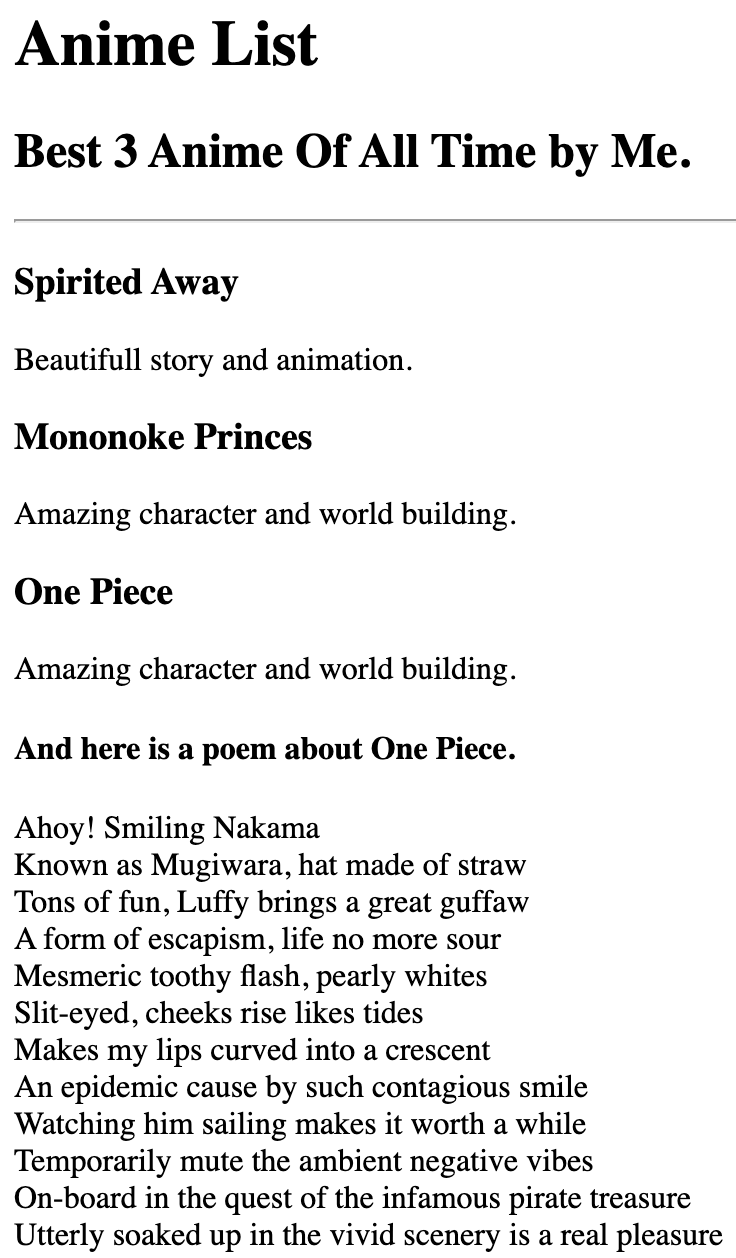 Anime List
Best 3 Anime Of All Time by Me.
Spirited Away
Beautifull story and animation.
Mononoke Princes
Amazing character and world building.
One Piece
Amazing character and world building.
And here is a poem about One Piece.
Ahoy! Smiling Nakama
Known as Mugiwara, hat made of straw
Tons of fun, Luffy brings a great guffaw
A form of escapism, life no more sour
Mesmeric toothy flash, pearly whites
Slit-eyed, cheeks rise likes tides
Makes my lips curved into a crescent
An epidemic cause by such contagious smile
Watching him sailing makes it worth a while
Temporarily mute the ambient negative vibes
On-board in the quest of the infamous pirate treasure
Utterly soaked up in the vivid scenery is a real pleasure